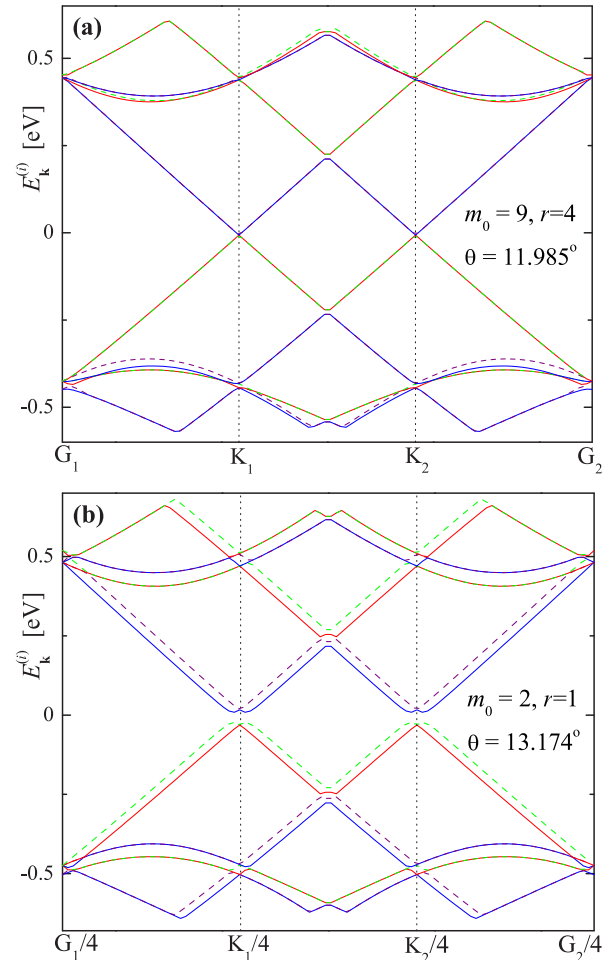 (a)
0.5
0
-0.5
E_k^(i) [eV]
m_0 = 9, r=4
θ = 11.985°
G_1 K_1 K_2 G_2
(b)
0.5
0
-0.5
E_k^(i) [eV]
m_0 = 2, r=1
θ = 13.174°
G_1/4 K_1/4 K_2/4 G_2/4